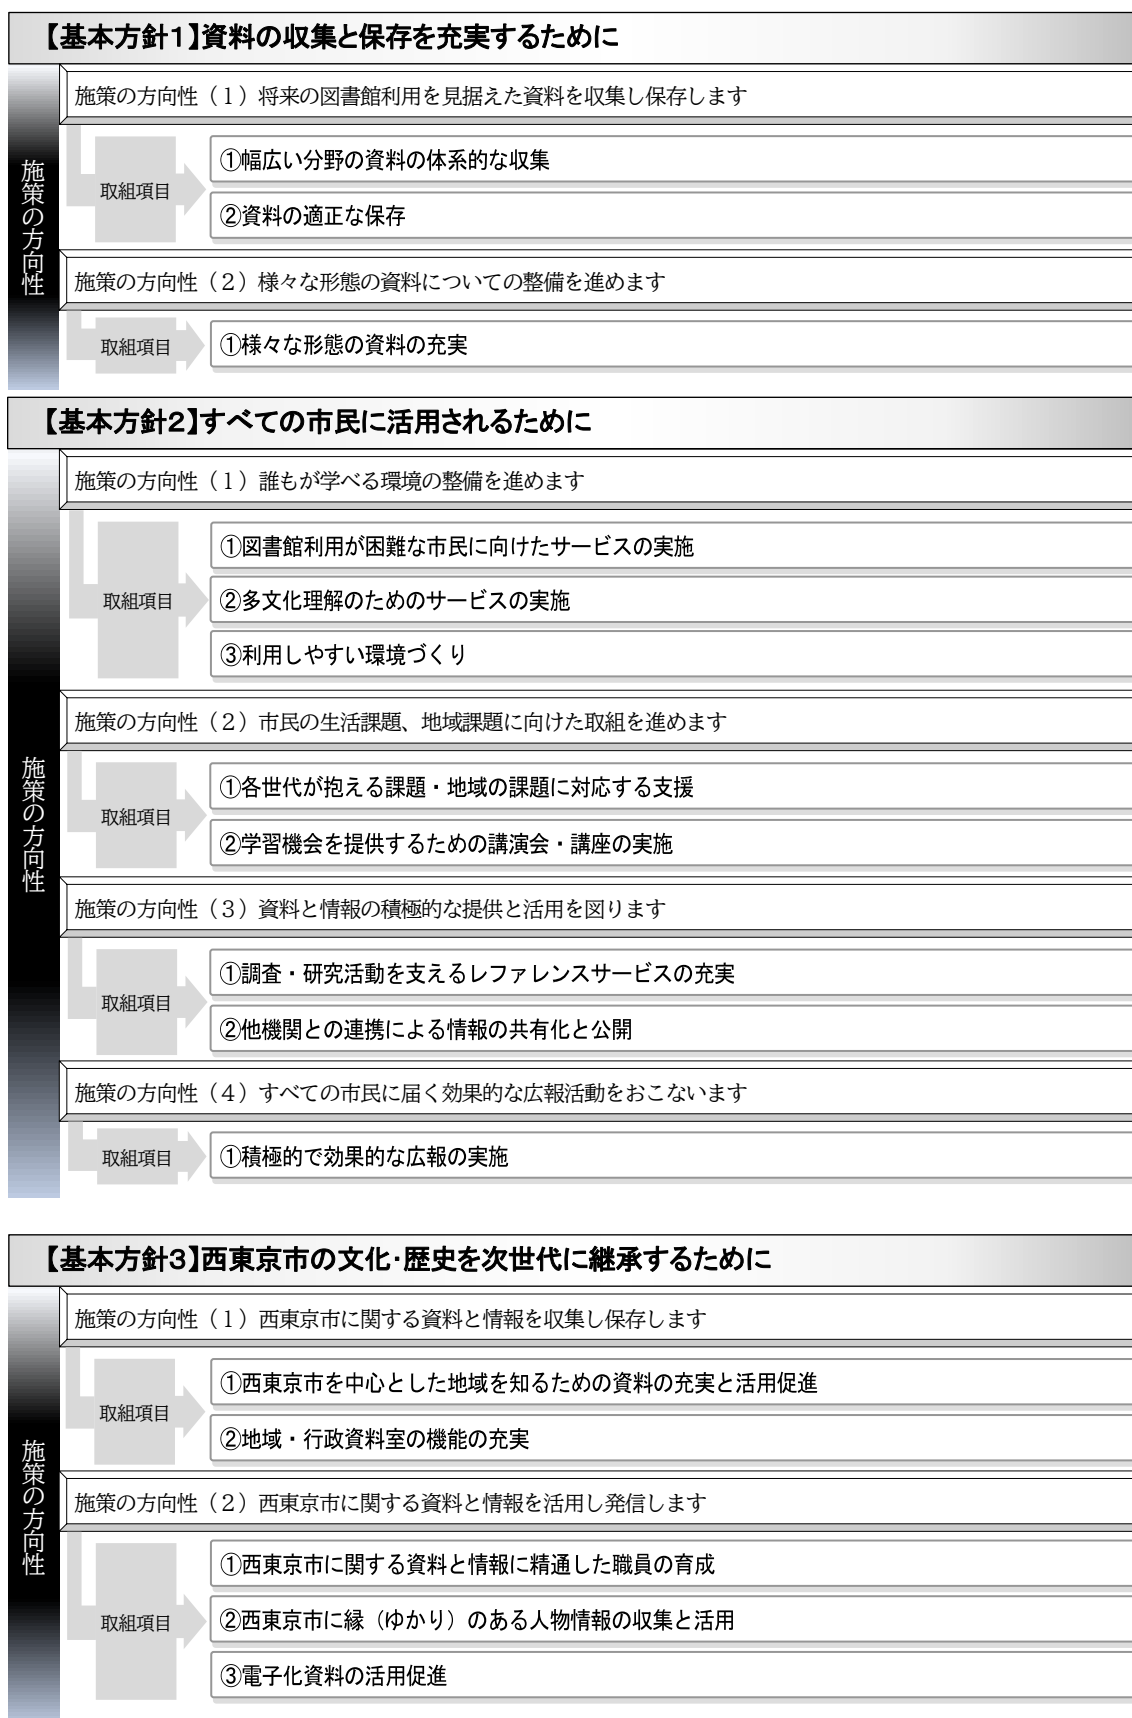 【基本方針1】資料の収集と保存を充実するために
施策の方向性
施策の方向性（1）将来の図書館利用を見据えた資料を収集し保存します
取組項目
①幅広い分野の資料の体系的な収集
②資料の適正な保存
施策の方向性（2）様々な形態の資料についての整備を進めます
取組項目
①様々な形態の資料の充実
【基本方針2】すべての市民に活用されるために
施策の方向性
施策の方向性（1）誰もが学べる環境の整備を進めます
取組項目
①図書館利用が困難な市民に向けたサービスの実施
②多文化理解のためのサービスの実施
③利用しやすい環境づくり
施策の方向性（2）市民の生活課題、地域課題に向けた取組を進めます
取組項目
①各世代が抱える課題・地域の課題に対応する支援
②学習機会を提供するための講演会・講座の実施
施策の方向性（3）資料と情報の積極的な提供と活用を図ります
取組項目
①調査・研究活動を支えるレファレンスサービスの充実
②他機関との連携による情報の共有化と公開
施策の方向性（4）すべての市民に届く効果的な広報活動をおこないます
取組項目
①積極的で効果的な広報の実施
【基本方針3】西東京市の文化・歴史を次世代に継承するために
施策の方向性
施策の方向性（1）西東京市に関する資料と情報を収集し保存します
取組項目
①西東京市を中心とした地域を知るための資料の充実と活用促進
②地域・行政資料室の機能の充実
施策の方向性（2）西東京市に関する資料と情報を活用し発信します
取組項目
①西東京市に関する資料と情報に精通した職員の育成
②西東京市に縁（ゆかり）のある人物情報の収集と活用
③電子化資料の活用促進